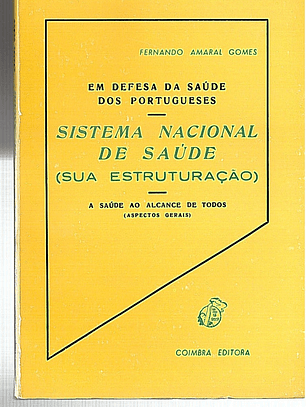 FERNANDO AMARAL GOMES
EM DEFESA DA SAÚDE
DOS PORTUGUESES
SISTEMA NACIONAL
DE SAÚDE
(SUA ESTRUTURAÇÃO)
A SAÚDE AO ALCANCE DE TODOS
(ASPECTOS GERAIS)
COIMBRA EDITORA